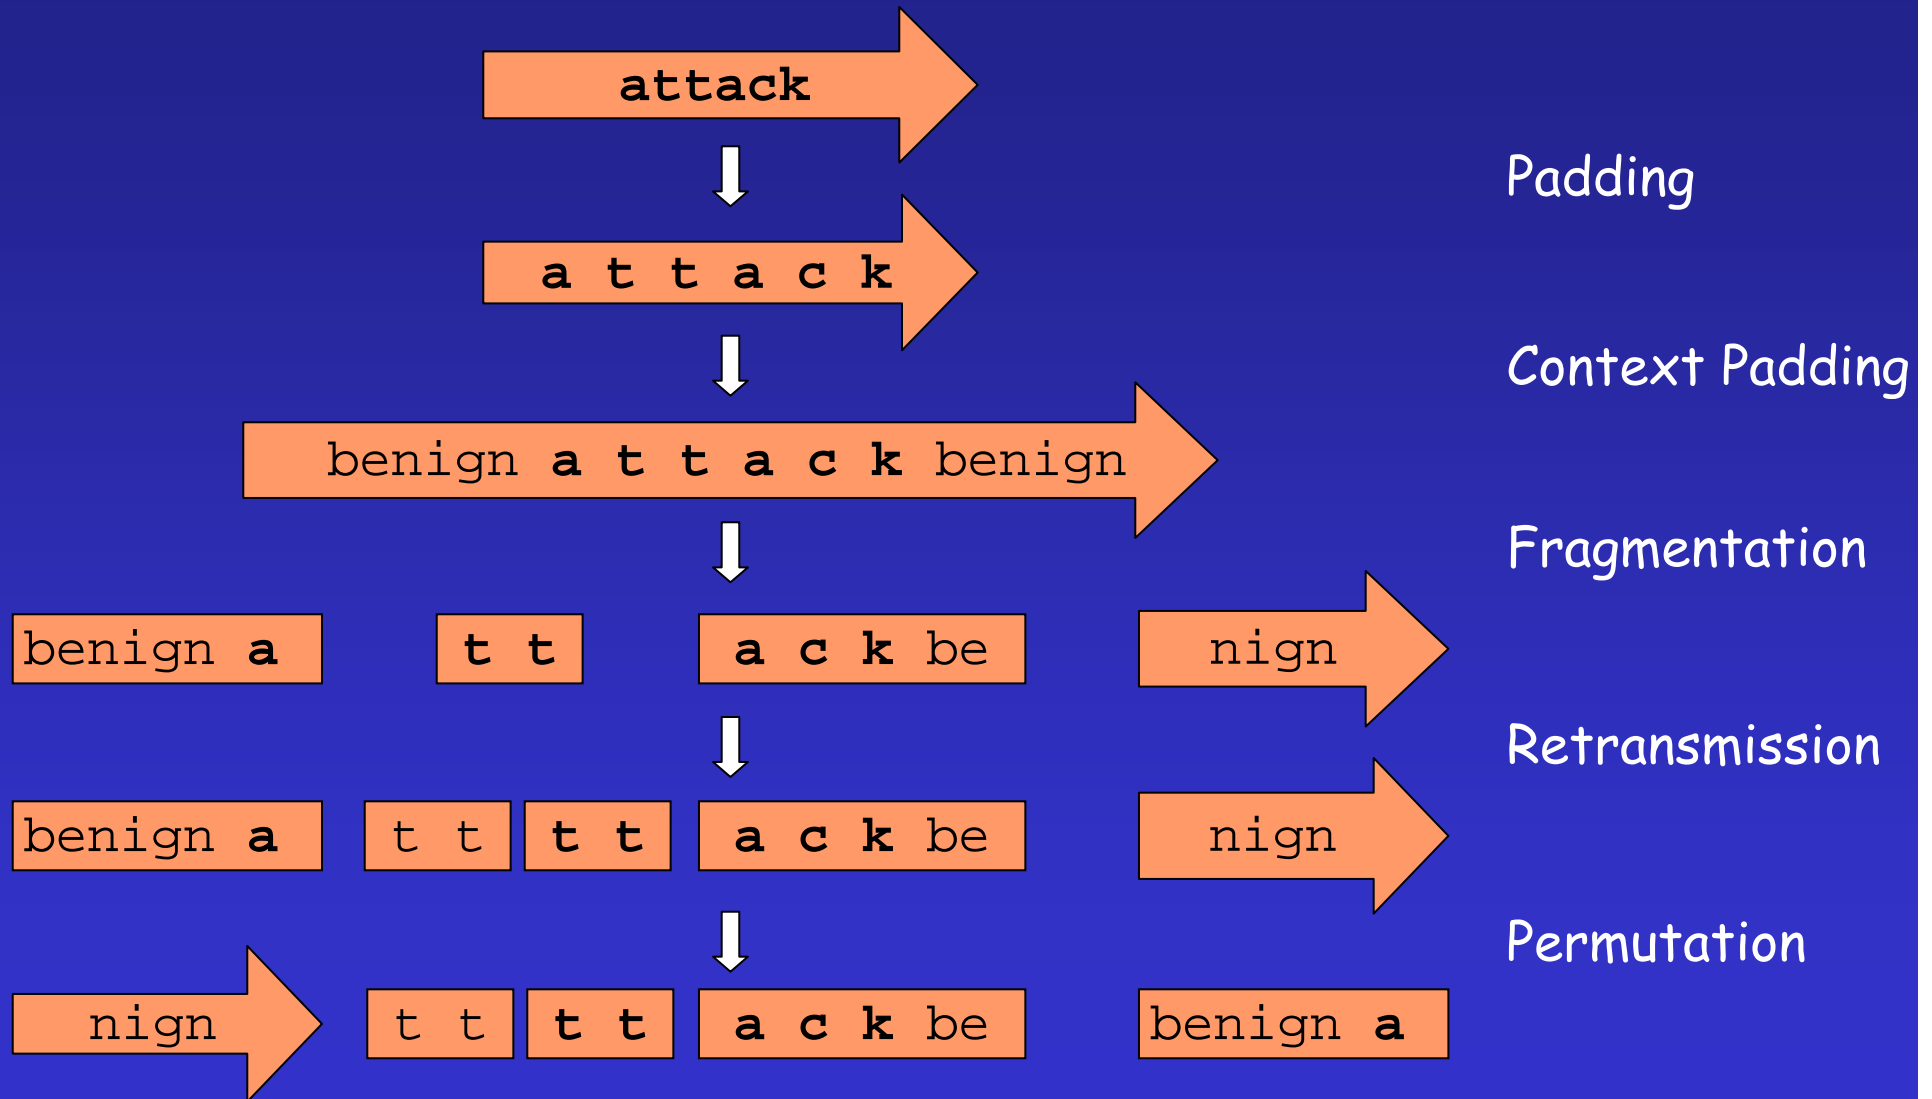 attack
Padding
a t t a c k
Context Padding
benign a t t a c k benign
Fragmentation
benign a t t a c k be nign
Retransmission
benign a t t t t a c k be nign
Permutation
nign t t t t a c k be benign a